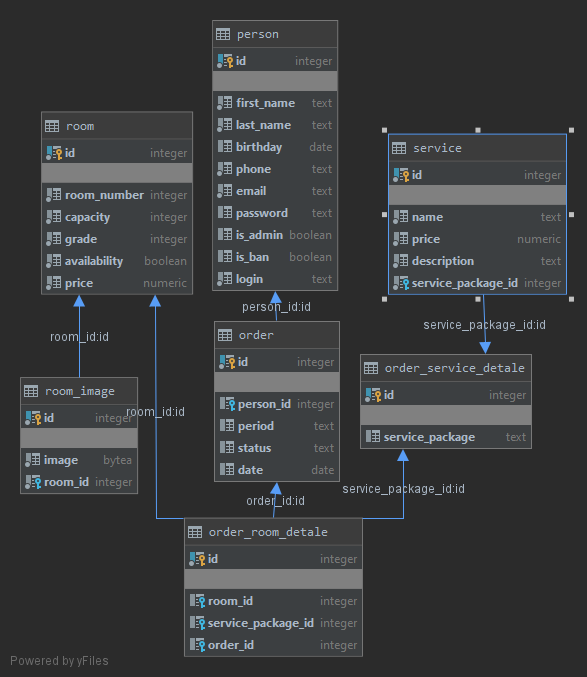 person
id integer
first_name text
last_name text
birthday date
phone text
email text
password text
is_admin boolean
is_ban boolean
login text
room
id integer
room_number integer
capacity integer
grade integer
availability boolean
price numeric
service
id integer
name text
price numeric
description text
service_package_id integer
person_id:id
room_id:id
service_package_id:id
order
id integer
person_id integer
period text
status text
date date
order_service_detale
id integer
service_package text
room_image
id integer
image bytea
room_id integer
room_id:id
order_id:id
service_package_id:id
order_room_detale
id integer
room_id integer
service_package_id integer
order_id integer
Powered by yFiles